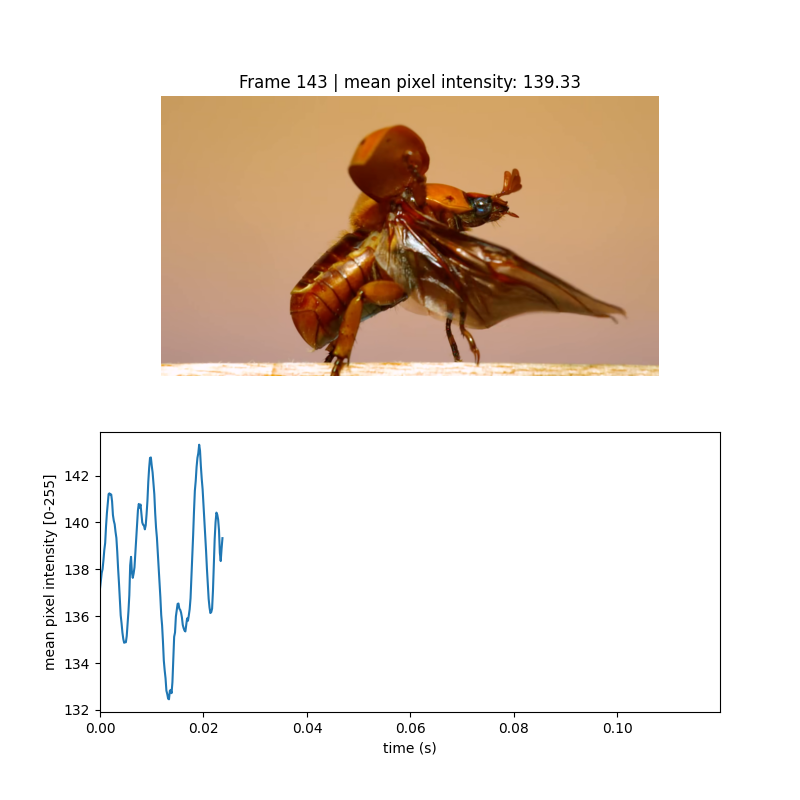 Frame 143 | mean pixel intensity: 139.33
142
140
138
136
134
132
mean pixel intensity [0-255]
0.00 0.02 0.04 0.06 0.08 0.10
time (s)